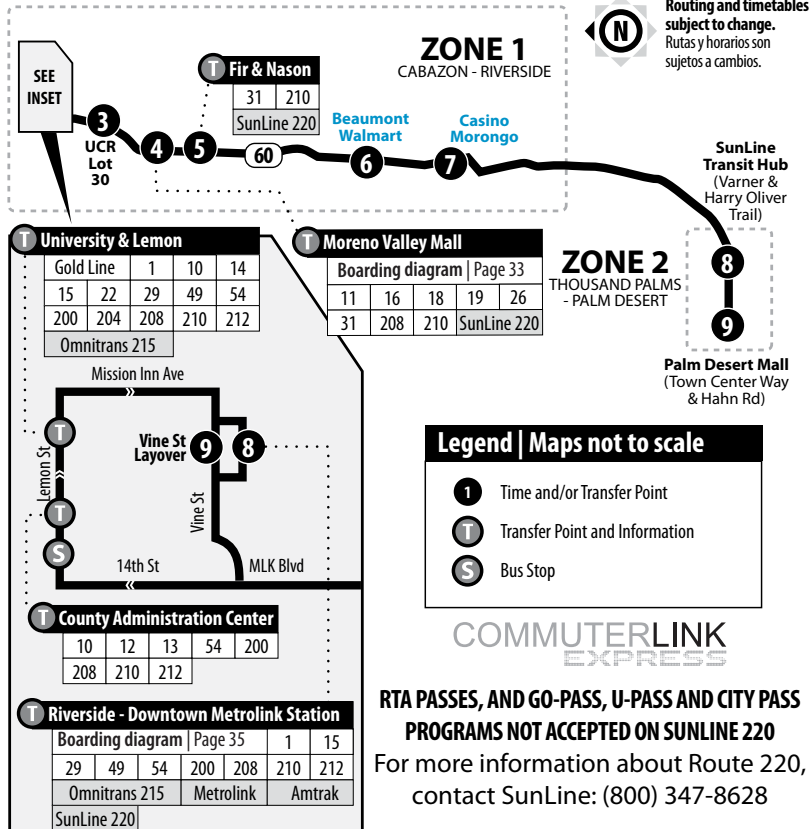 Routing and timetables
subject to change.
Rutas y horarios son
sujetos a cambios.
N
ZONE 1
CABAZON - RIVERSIDE
SEE
INSET
T Fir & Nason
31 210
SunLine 220
3
UCR
Lot
30
4
5
60
Beaumont
Walmart
6
Casino
Morongo
7
SunLine
Transit Hub
(Varner &
Harry Oliver
Trail)
8
9
Palm Desert Mall
(Town Center Way
& Hahn Rd)
ZONE 2
THOUSAND PALMS
- PALM DESERT
T Moreno Valley Mall
Boarding diagram | Page 33
11 16 18 19 26
31 208 210 SunLine 220
T University & Lemon
Gold Line 1 10 14
15 22 29 49 54
200 204 208 210 212
Omnitrans 215
Mission Inn Ave
T
Lemon St
T
S
Vine St
Layover
9 8
Vine St
14th St
MLK Blvd
T County Administration Center
10 12 13 54 200
208 210 212
T Riverside - Downtown Metrolink Station
Boarding diagram | Page 35 1 15
29 49 54 200 208 210 212
Omnitrans 215 Metrolink Amtrak
SunLine 220
Legend | Maps not to scale
1 Time and/or Transfer Point
T Transfer Point and Information
S Bus Stop
COMMUTERLINK
EXPRESS
RTA PASSES, AND GO-PASS, U-PASS AND CITY PASS
PROGRAMS NOT ACCEPTED ON SUNLINE 220
For more information about Route 220,
contact SunLine: (800) 347-8628